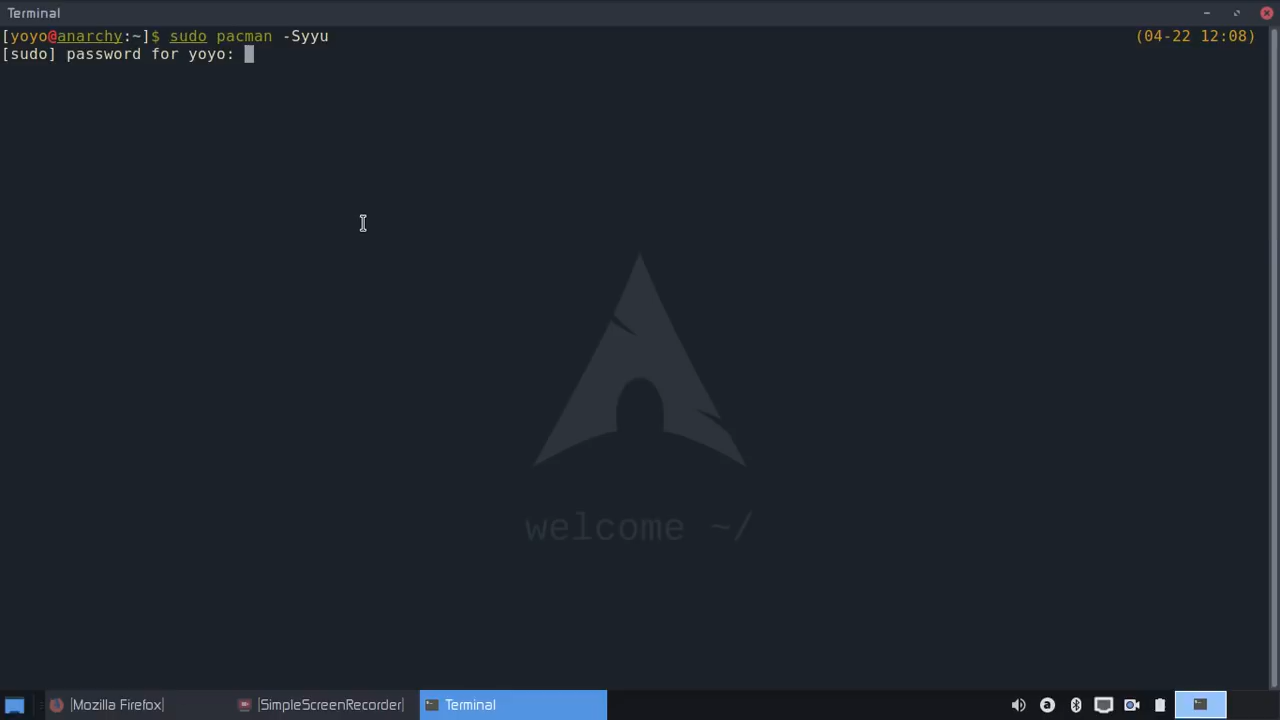 Terminal
[yoyo@anarchy:~]$ sudo pacman -Syyu (04-22 12:08)
[sudo] password for yoyo:
welcome ~/
[Mozilla Firefox] [SimpleScreenRecorder] Terminal